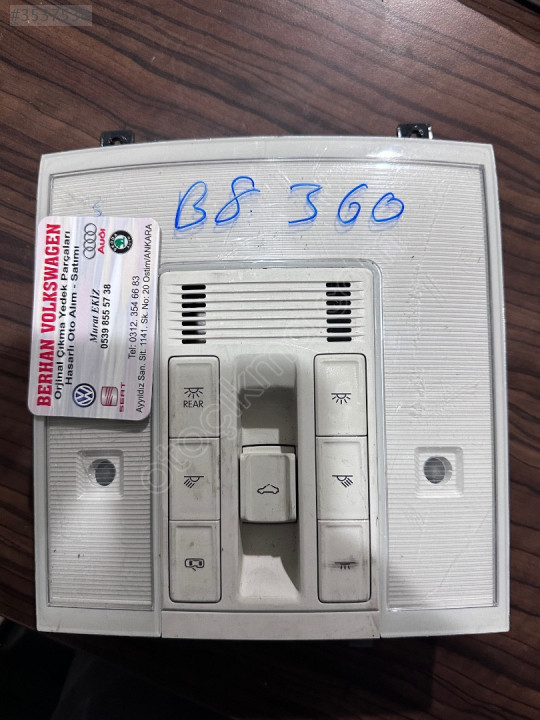 #3537534
B8 360
BERHAN VOLKSWAGEN
Orjinal Çıkma Yedek Parçaları
Hasarlı Oto Alım - Satımı
Murat EKİZ
0539 855 57 38
Tel: 0312. 354 66 83
Ayyıldız San. Sit: 1141. Sk. No: 20 Ostim/ANKARA
Audi
SEAT
REAR